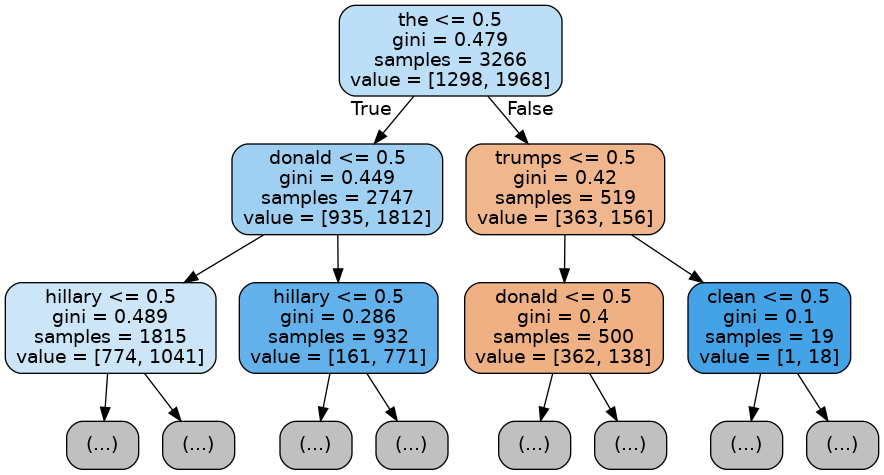 the <= 0.5
gini = 0.479
samples = 3266
value = [1298, 1968]
True
False
donald <= 0.5
gini = 0.449
samples = 2747
value = [935, 1812]
trumps <= 0.5
gini = 0.42
samples = 519
value = [363, 156]
hillary <= 0.5
gini = 0.489
samples = 1815
value = [774, 1041]
hillary <= 0.5
gini = 0.286
samples = 932
value = [161, 771]
donald <= 0.5
gini = 0.4
samples = 500
value = [362, 138]
clean <= 0.5
gini = 0.1
samples = 19
value = [1, 18]
(...)
(...)
(...)
(...)
(...)
(...)
(...)
(...)